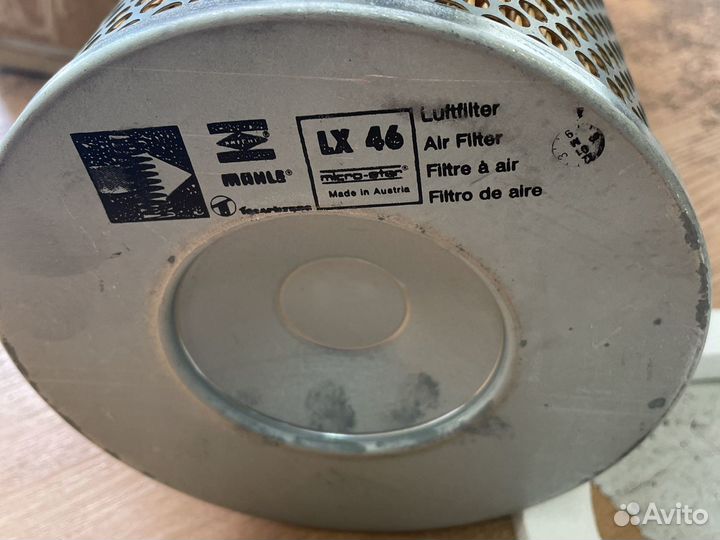 MAHLE®
LX 46
micro-star®
Made in Austria
Luftfilter
Air Filter
Filtre à air
Filtro de aire
Avito